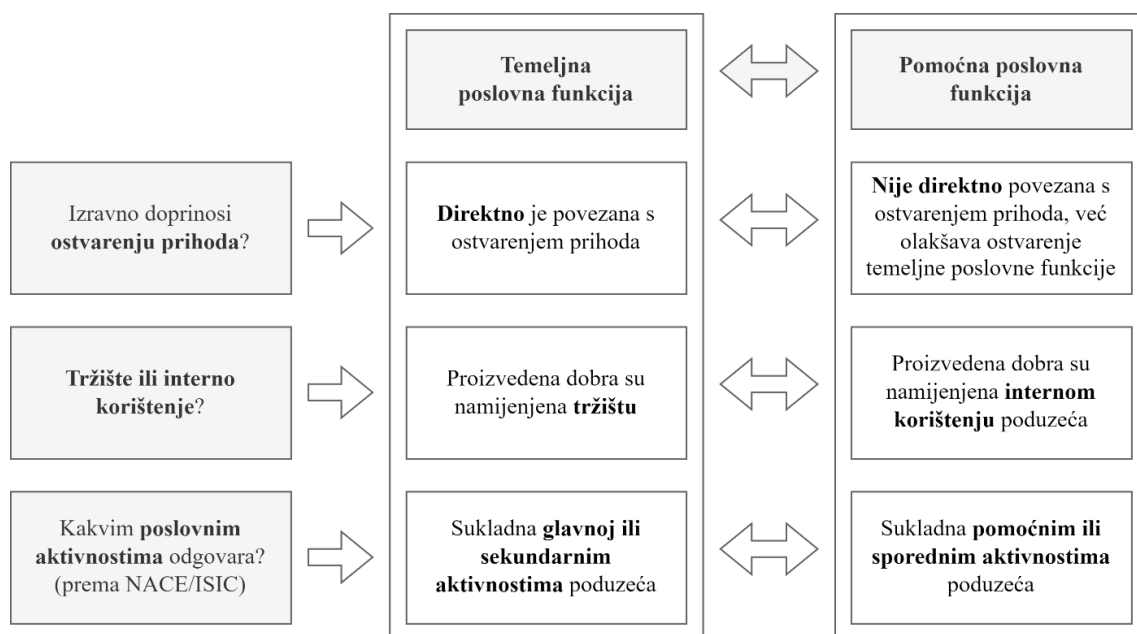 Temeljna
poslovna funkcija
Pomoćna poslovna
funkcija
Izravno doprinosi
ostvarenju prihoda?
Direktno je povezana s
ostvarenjem prihoda
Nije direktno povezana s
ostvarenjem prihoda, već
olakšava ostvarenje
temeljne poslovne funkcije
Tržište ili interno
korištenje?
Proizvedena dobra su
namijenjena tržištu
Proizvedena dobra su
namijenjena internom
korištenju poduzeća
Kakvim poslovnim
aktivnostima odgovara?
(prema NACE/ISIC)
Sukladna glavnoj ili
sekundarnim
aktivnostima poduzeća
Sukladna pomoćnim ili
sporednim aktivnostima
poduzeća